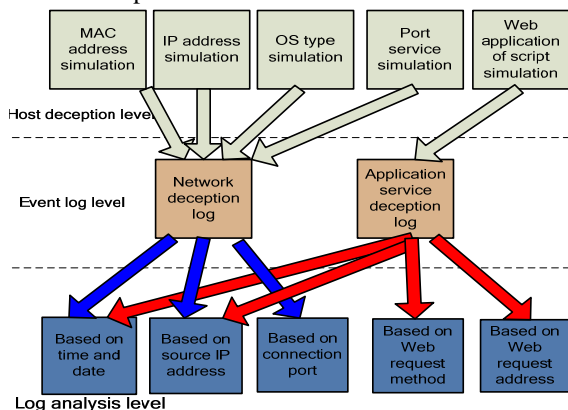 MAC
address
simulation
IP address
simulation
OS type
simulation
Port
service
simulation
Web
application
of script
simulation
Host deception level
Event log level
Network
deception
log
Application
service
deception
log
Based on
time and
date
Based on
source IP
address
Based on
connection
port
Based on
Web
request
method
Based on
Web
request
address
Log analysis level